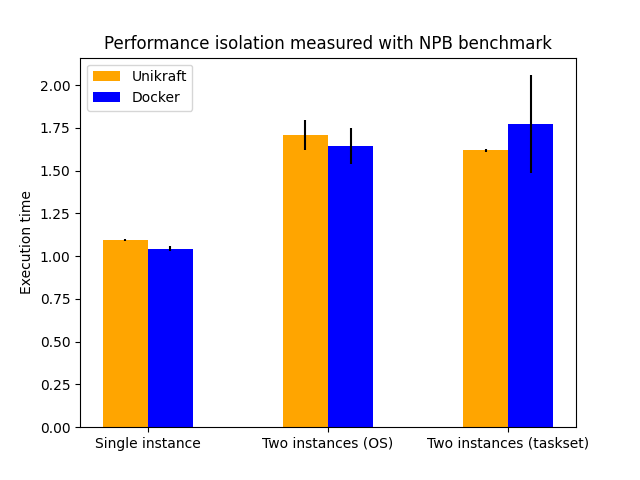 Performance isolation measured with NPB benchmark
Unikraft
Docker
Execution time
2.00
1.75
1.50
1.25
1.00
0.75
0.50
0.25
0.00
Single instance
Two instances (OS)
Two instances (taskset)